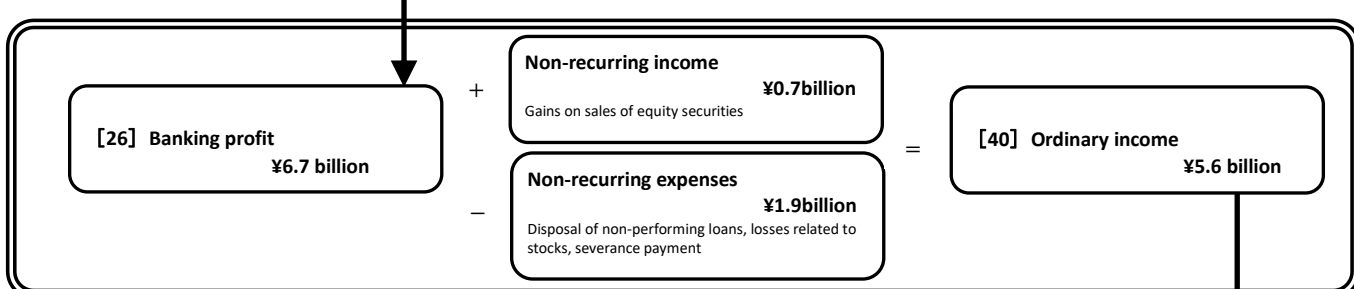 [26] Banking profit
¥6.7 billion
+
Non-recurring income
¥0.7billion
Gains on sales of equity securities
−
Non-recurring expenses
¥1.9billion
Disposal of non-performing loans, losses related to
stocks, severance payment
=
[40] Ordinary income
¥5.6 billion